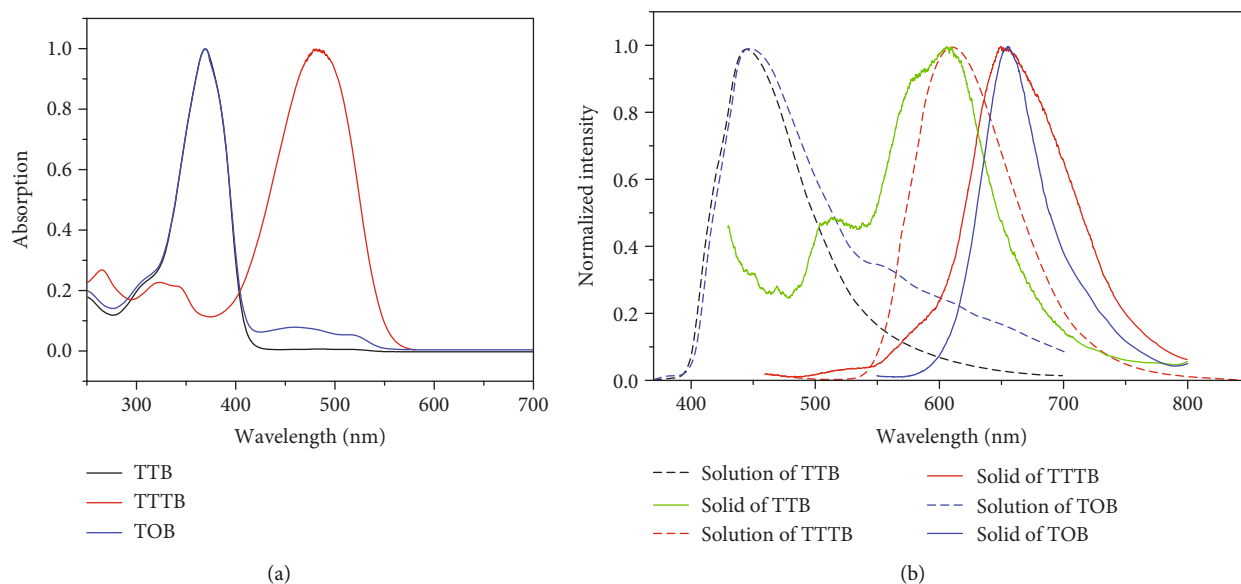 1.0
0.8
0.6
0.4
0.2
0.0
Absorption
300 400 500 600 700
Wavelength (nm)
TTB
TTTB
TOB
(a)
1.0
0.8
0.6
0.4
0.2
0.0
Normalized intensity
400 500 600 700 800
Wavelength (nm)
Solution of TTB
Solid of TTB
Solution of TTTB
Solid of TTTB
Solution of TOB
Solid of TOB
(b)